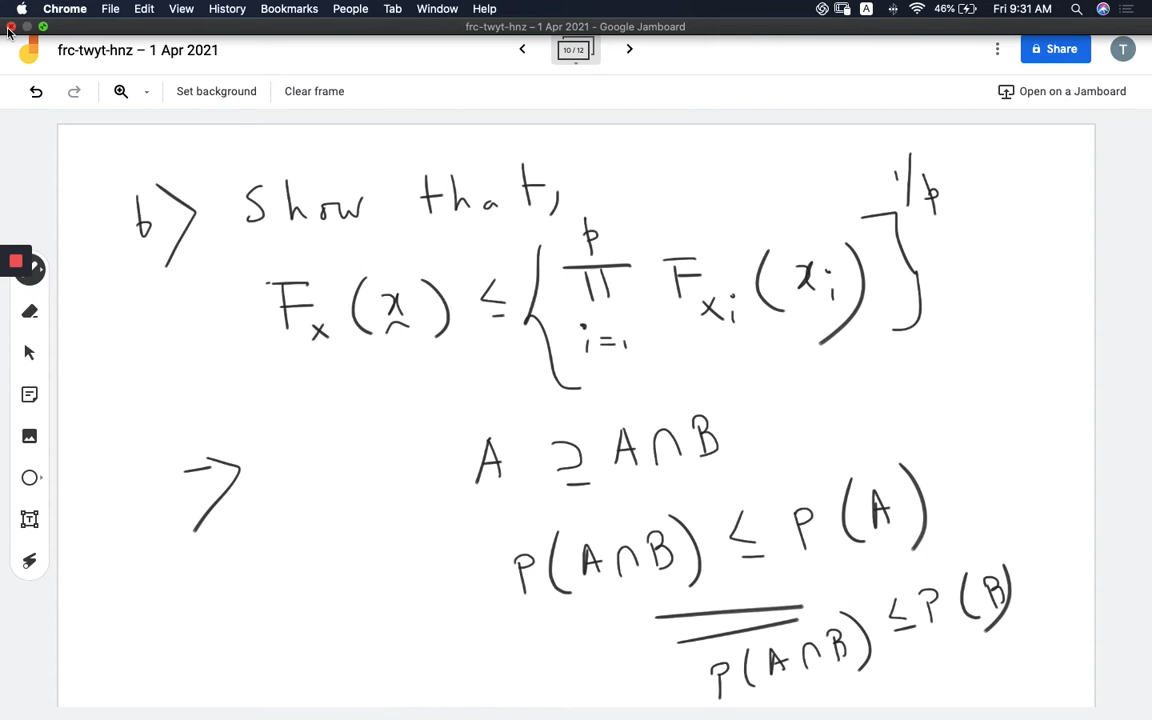 Chrome File Edit View History Bookmarks People Tab Window Help 46% Fri 9:31 AM
frc-twyt-hnz – 1 Apr 2021 - Google Jamboard
frc-twyt-hnz – 1 Apr 2021 10 / 12 Share T
Set background Clear frame Open on a Jamboard
b> Show that,
F_X (x̰) ≤ { ∏_{i=1}^{p} F_{X_i} (x_i) ]^{1/p}
→ A ⊇ A∩B
P(A∩B) ≤ P(A)
P(A∩B) ≤ P(B)